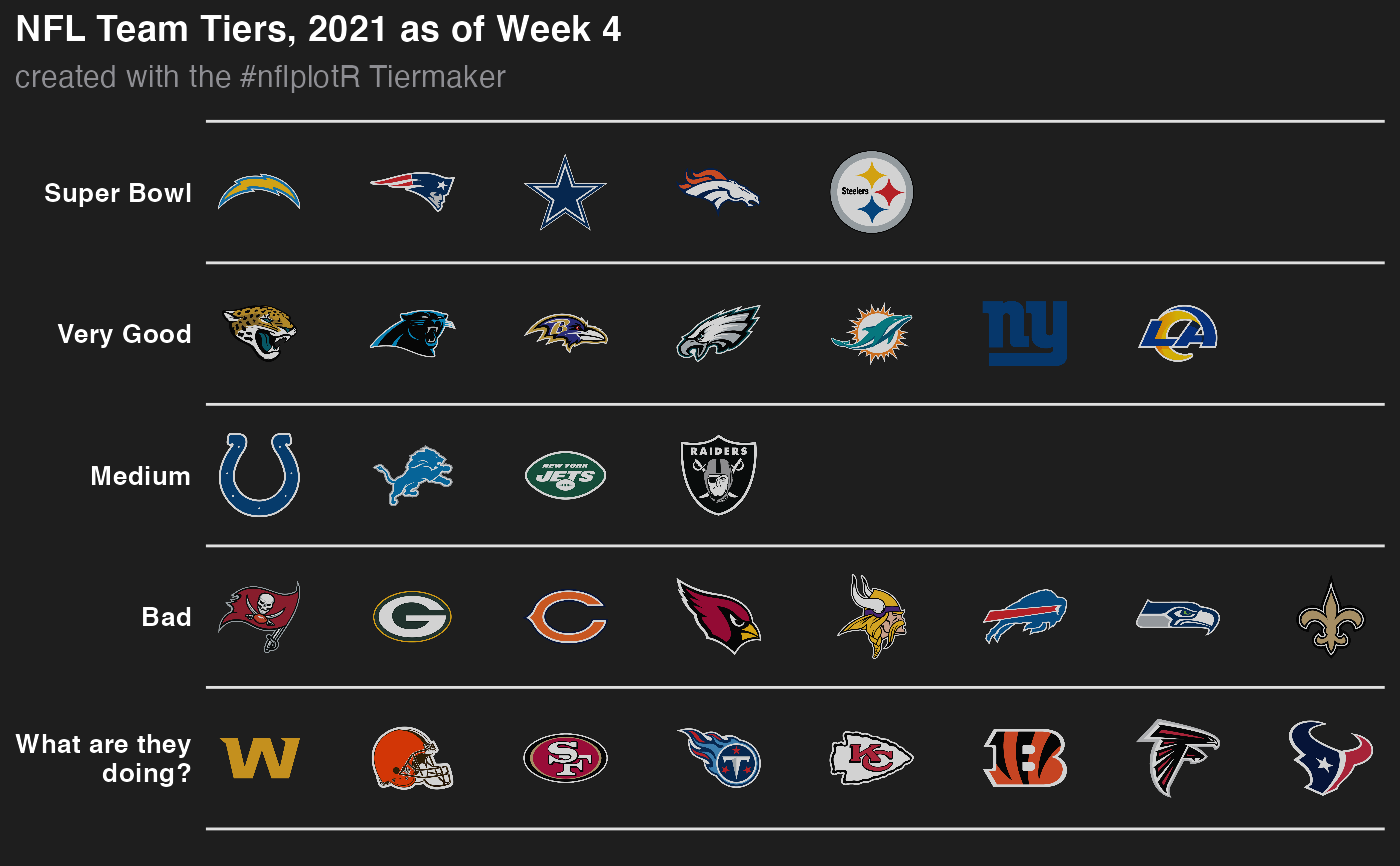 NFL Team Tiers, 2021 as of Week 4
created with the #nflplotR Tiermaker
Super Bowl
Steelers
Very Good
ny
LA
Medium
NEW YORK
JETS
RAIDERS
Bad
G
C
What are they
doing?
W
SF
T
KC
B